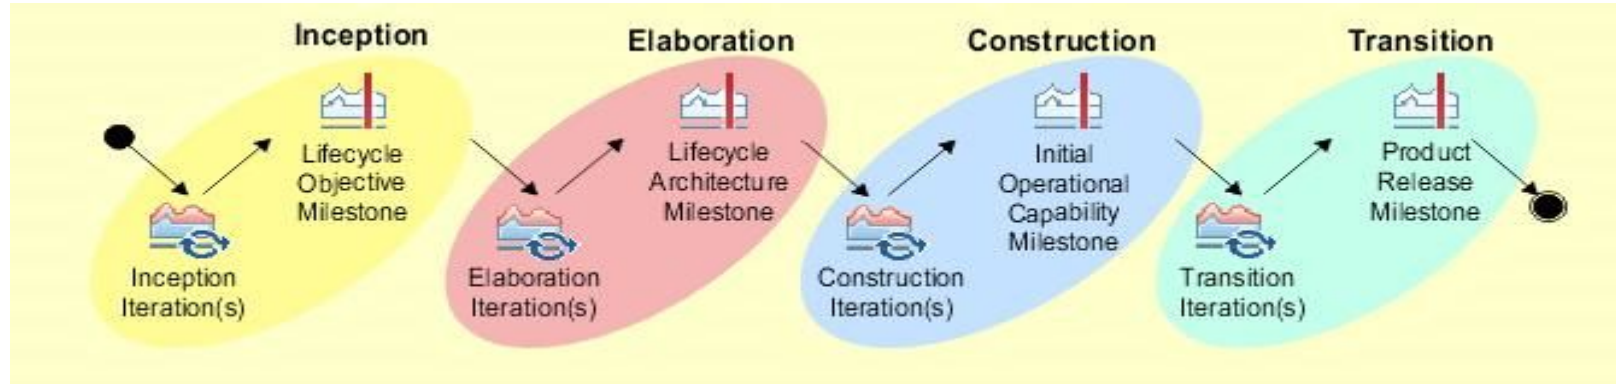 Inception
Lifecycle
Objective
Milestone
Inception
Iteration(s)
Elaboration
Lifecycle
Architecture
Milestone
Elaboration
Iteration(s)
Construction
Initial
Operational
Capability
Milestone
Construction
Iteration(s)
Transition
Product
Release
Milestone
Transition
Iteration(s)